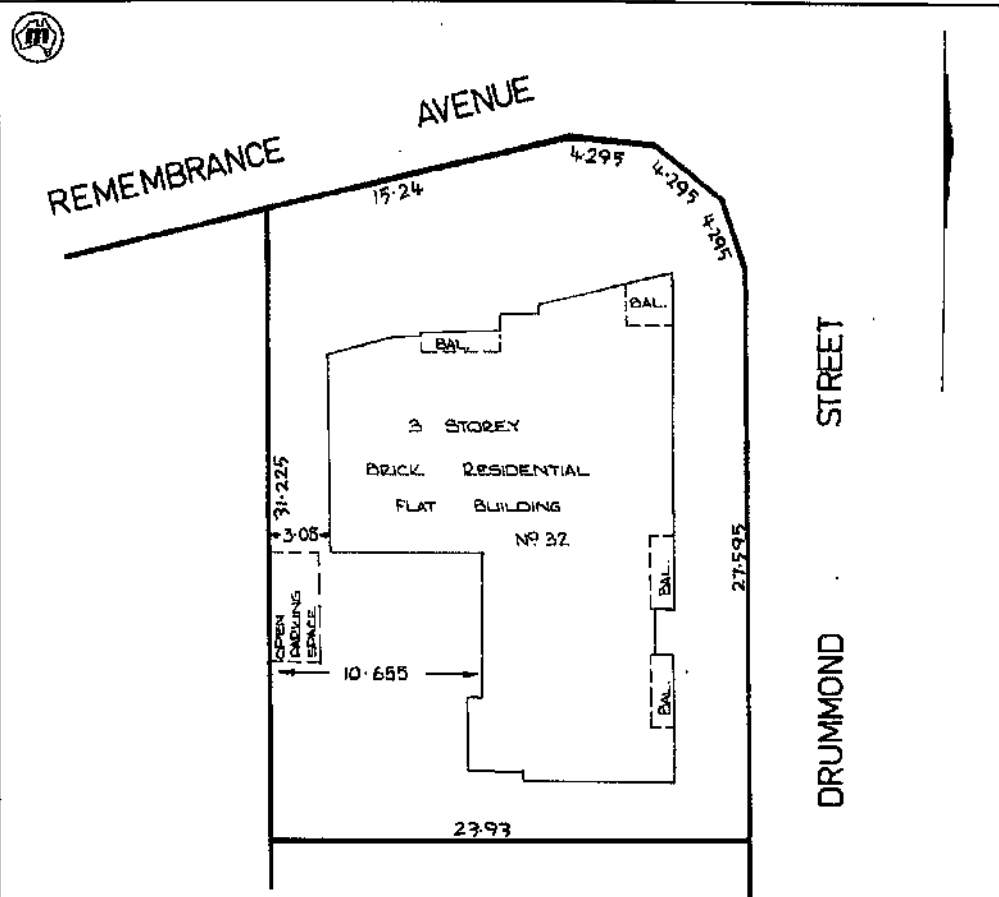 m
REMEMBRANCE AVENUE
15·24
4·295
4·295
4·295
BAL.
BAL.
STREET
3 STOREY
BRICK RESIDENTIAL
FLAT BUILDING
Nº 32
31·225
3·05
27·595
BAL.
OPEN
PARKING
SPACE
10·655
BAL.
DRUMMOND
23·93